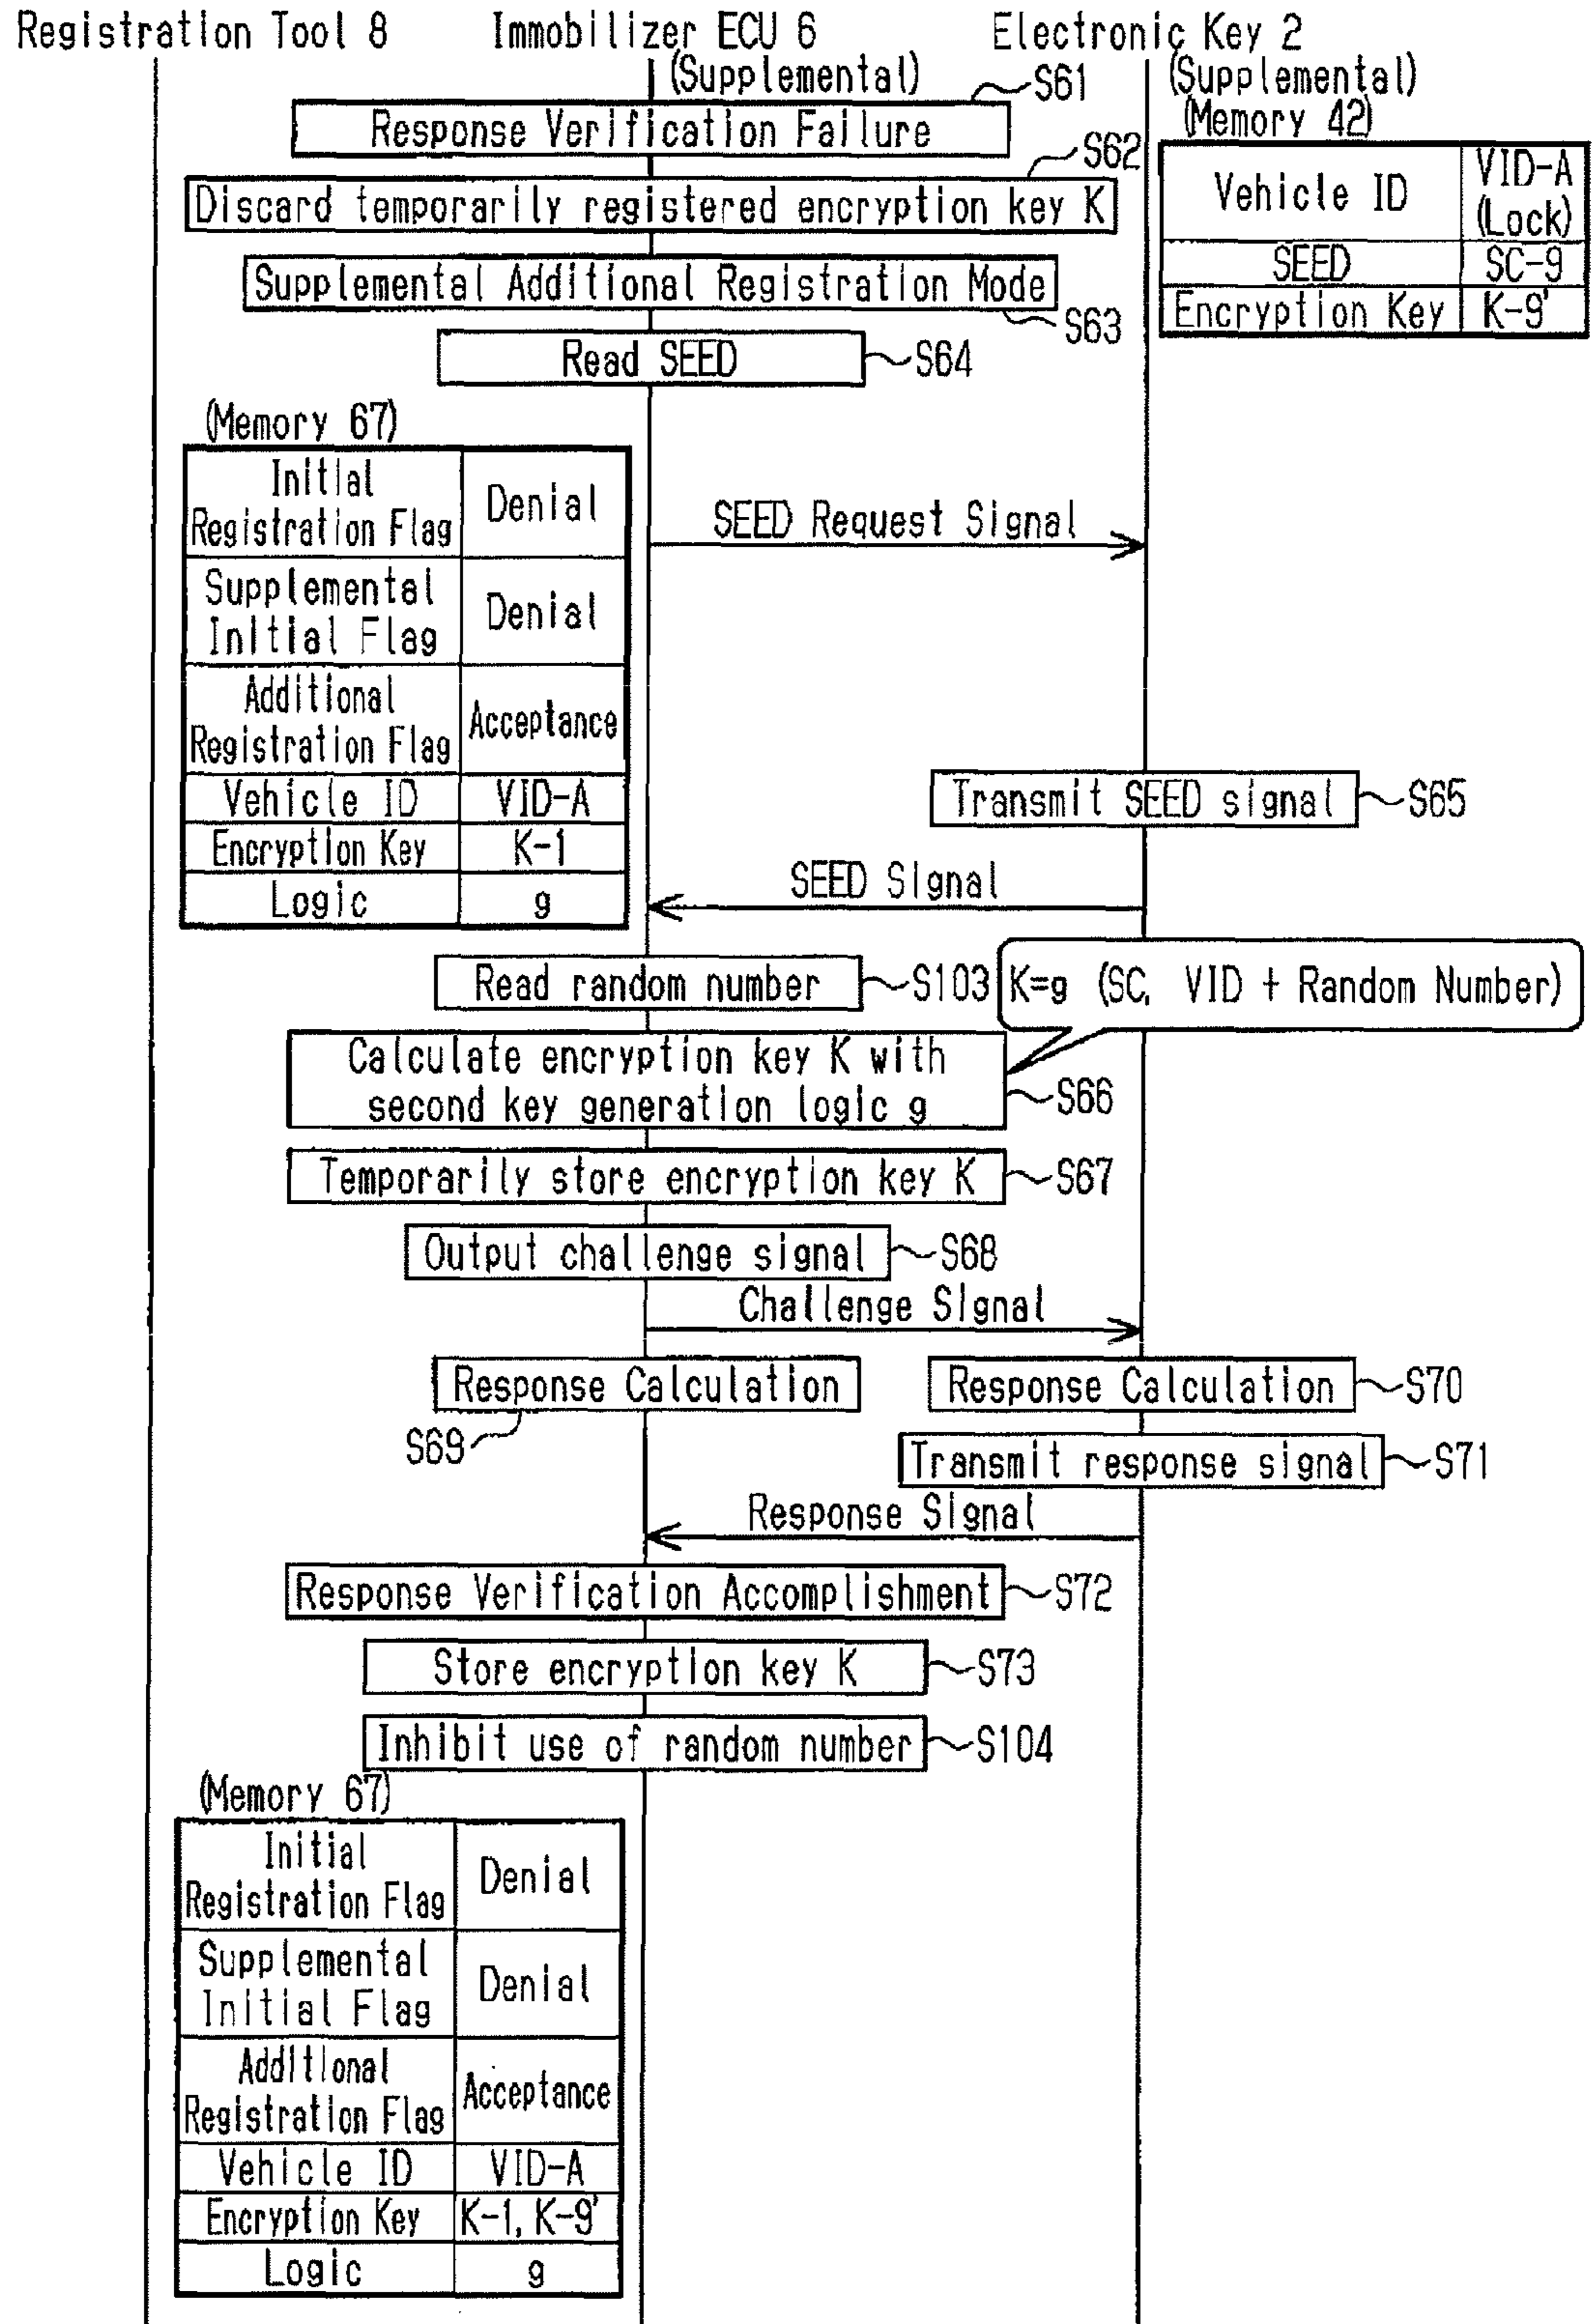 Registration Tool 8
Immobilizer ECU 6
(Supplemental)
Electronic Key 2
(Supplemental)
(Memory 42)
Vehicle ID
VID-A
(Lock)
SEED
SC-9
Encryption Key
K-9'
S61
Response Verification Failure
S62
Discard temporarily registered encryption key K
Supplemental Additional Registration Mode
S63
Read SEED
S64
(Memory 67)
Initial
Registration Flag
Denial
Supplemental
Initial Flag
Denial
Additional
Registration Flag
Acceptance
Vehicle ID
VID-A
Encryption Key
K-1
Logic
g
SEED Request Signal
Transmit SEED signal
S65
SEED Signal
Read random number
S103
K=g (SC, VID + Random Number)
Calculate encryption key K with
second key generation logic g
S66
Temporarily store encryption key K
S67
Output challenge signal
S68
Challenge Signal
Response Calculation
S69
Response Calculation
S70
Transmit response signal
S71
Response Signal
Response Verification Accomplishment
S72
Store encryption key K
S73
Inhibit use of random number
S104
(Memory 67)
Initial
Registration Flag
Denial
Supplemental
Initial Flag
Denial
Additional
Registration Flag
Acceptance
Vehicle ID
VID-A
Encryption Key
K-1, K-9'
Logic
g